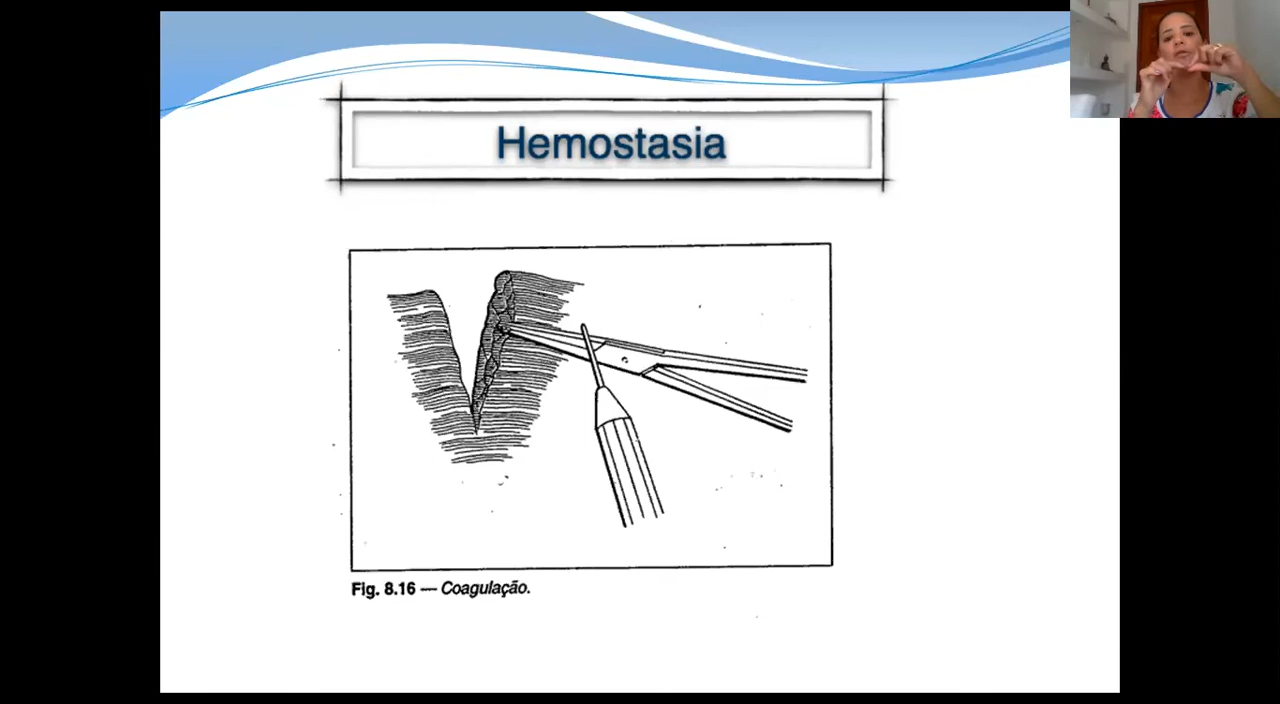 Hemostasia
Fig. 8.16 — Coagulação.